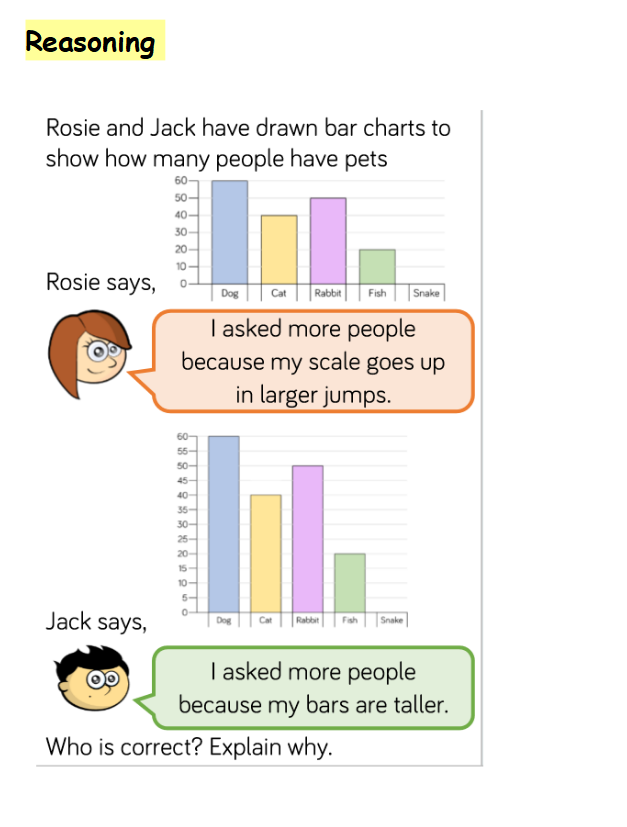 Reasoning
Rosie and Jack have drawn bar charts to
show how many people have pets
60
50
40
30
20
10
0
Dog Cat Rabbit Fish Snake
Rosie says,
I asked more people
because my scale goes up
in larger jumps.
60
55
50
45
40
35
30
25
20
15
10
5
0
Dog Cat Rabbit Fish Snake
Jack says,
I asked more people
because my bars are taller.
Who is correct? Explain why.